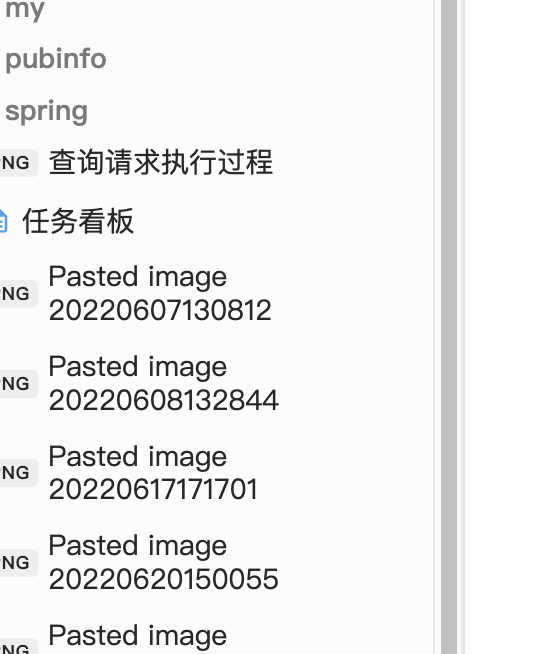 my
pubinfo
spring
NG 查询请求执行过程
任务看板
Pasted image
NG 20220607130812
Pasted image
NG 20220608132844
Pasted image
NG 20220617171701
Pasted image
NG 20220620150055
Pasted image
NG